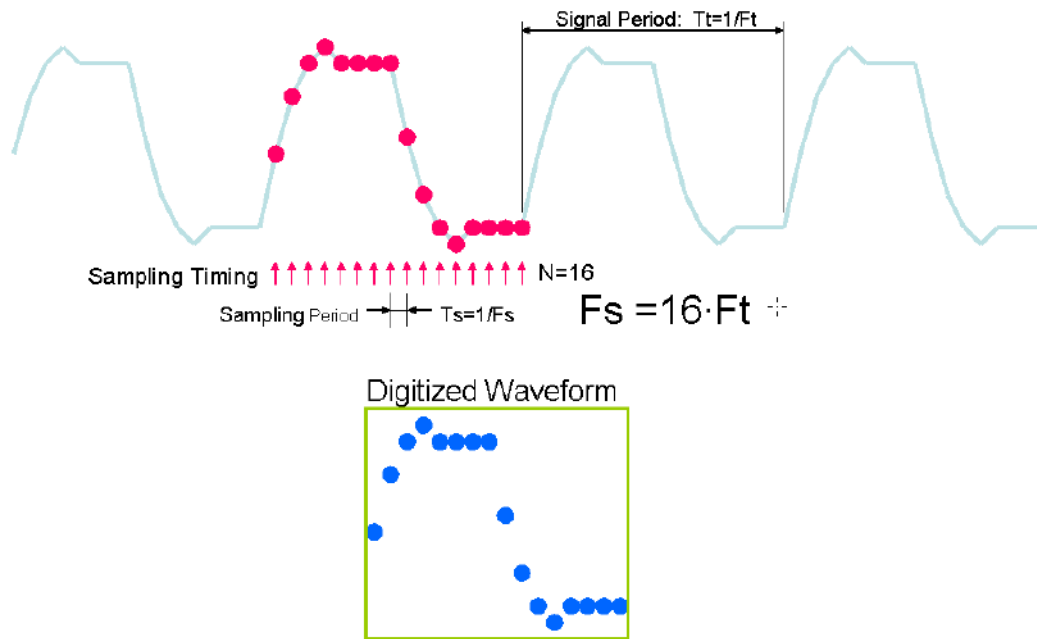 Signal Period: Tt=1/Ft
Sampling Timing
N=16
Sampling Period
Ts=1/Fs
Fs =16·Ft
Digitized Waveform